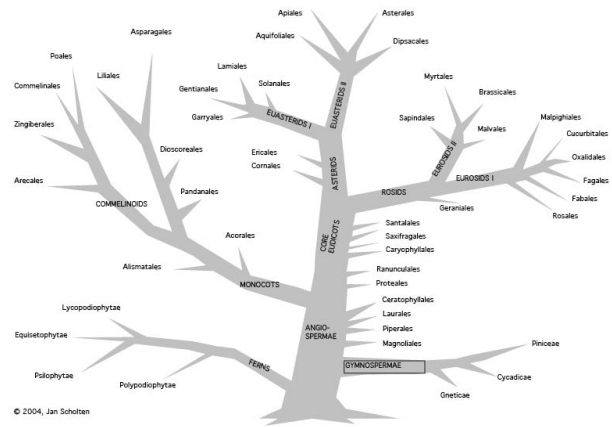 Apiales
Asterales
Aquifoliales
Dipsacales
Asparagales
Poales
Liliales
Lamiales
Solanales
Gentianales
Garryales
EUASTERIDS I
EUASTERIDS II
Myrtales
Brassicales
Sapindales
Malvales
EUROSIDS II
Malpighiales
Cucurbitales
Oxalidales
Fagales
Fabales
Rosales
EUROSIDS I
ROSIDS
Geraniales
Commelinales
Zingiberales
Arecales
COMMELINOIDS
Dioscoreales
Pandanales
Ericales
Cornales
ASTERIDS
Santalales
Saxifragales
Caryophyllales
CORE
EUDICOTS
Acorales
Alismatales
MONOCOTS
Ranunculales
Proteales
Ceratophyllales
Laurales
Piperales
Magnoliales
ANGIO-
SPERMAE
Lycopodiophytae
Equisetophytae
Psilophytae
Polypodiophytae
FERNS
GYMNOSPERMAE
Piniceae
Cycadicae
Gneticae
© 2004, Jan Scholten